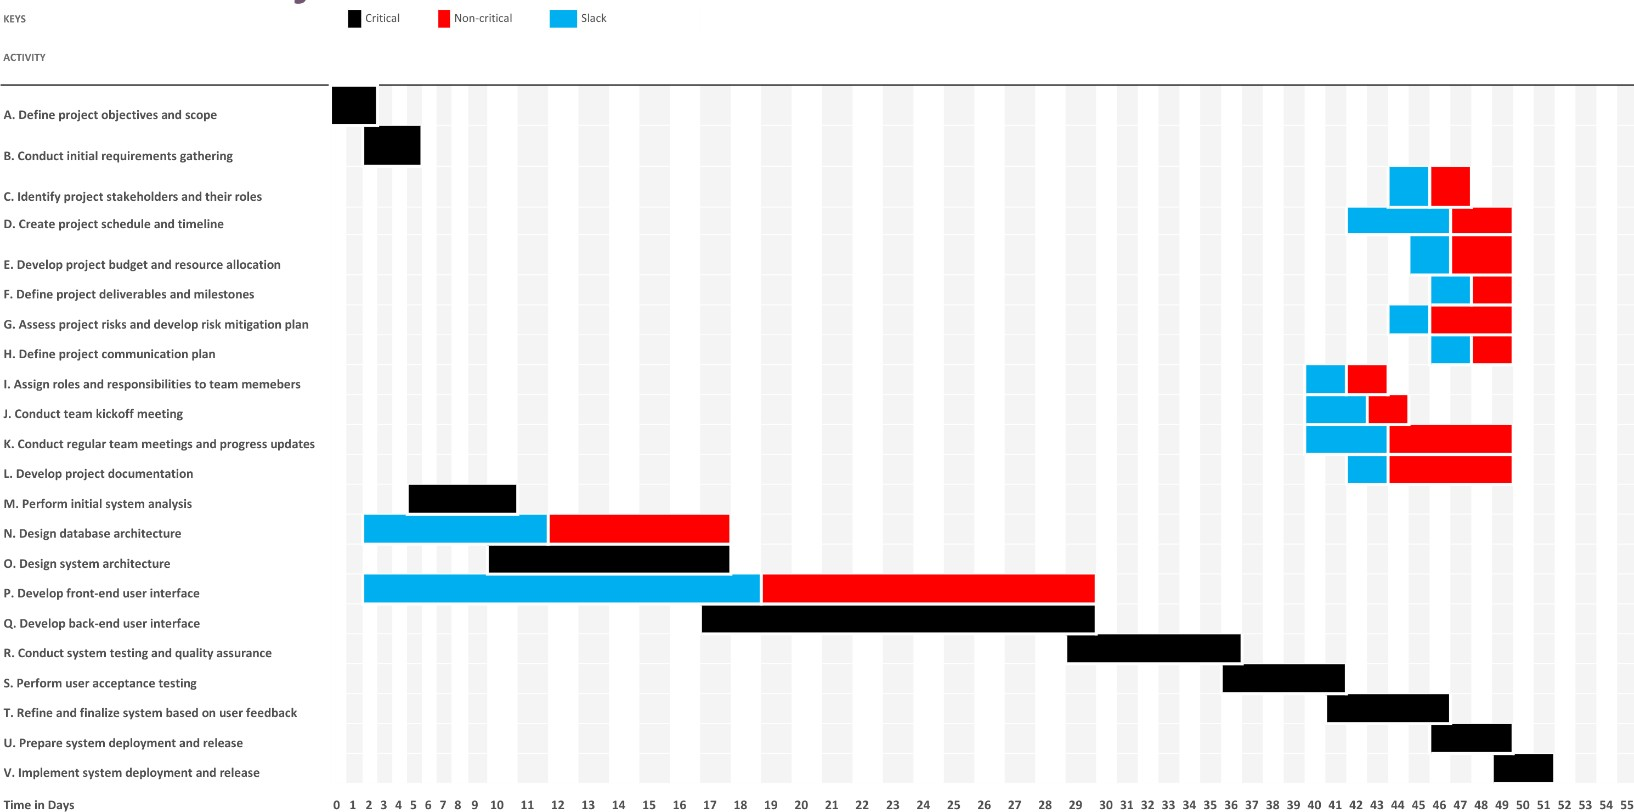 KEYS
Critical Non-critical Slack
ACTIVITY
A. Define project objectives and scope
B. Conduct initial requirements gathering
C. Identify project stakeholders and their roles
D. Create project schedule and timeline
E. Develop project budget and resource allocation
F. Define project deliverables and milestones
G. Assess project risks and develop risk mitigation plan
H. Define project communication plan
I. Assign roles and responsibilities to team memebers
J. Conduct team kickoff meeting
K. Conduct regular team meetings and progress updates
L. Develop project documentation
M. Perform initial system analysis
N. Design database architecture
O. Design system architecture
P. Develop front-end user interface
Q. Develop back-end user interface
R. Conduct system testing and quality assurance
S. Perform user acceptance testing
T. Refine and finalize system based on user feedback
U. Prepare system deployment and release
V. Implement system deployment and release
Time in Days 0 1 2 3 4 5 6 7 8 9 10 11 12 13 14 15 16 17 18 19 20 21 22 23 24 25 26 27 28 29 30 31 32 33 34 35 36 37 38 39 40 41 42 43 44 45 46 47 48 49 50 51 52 53 54 55